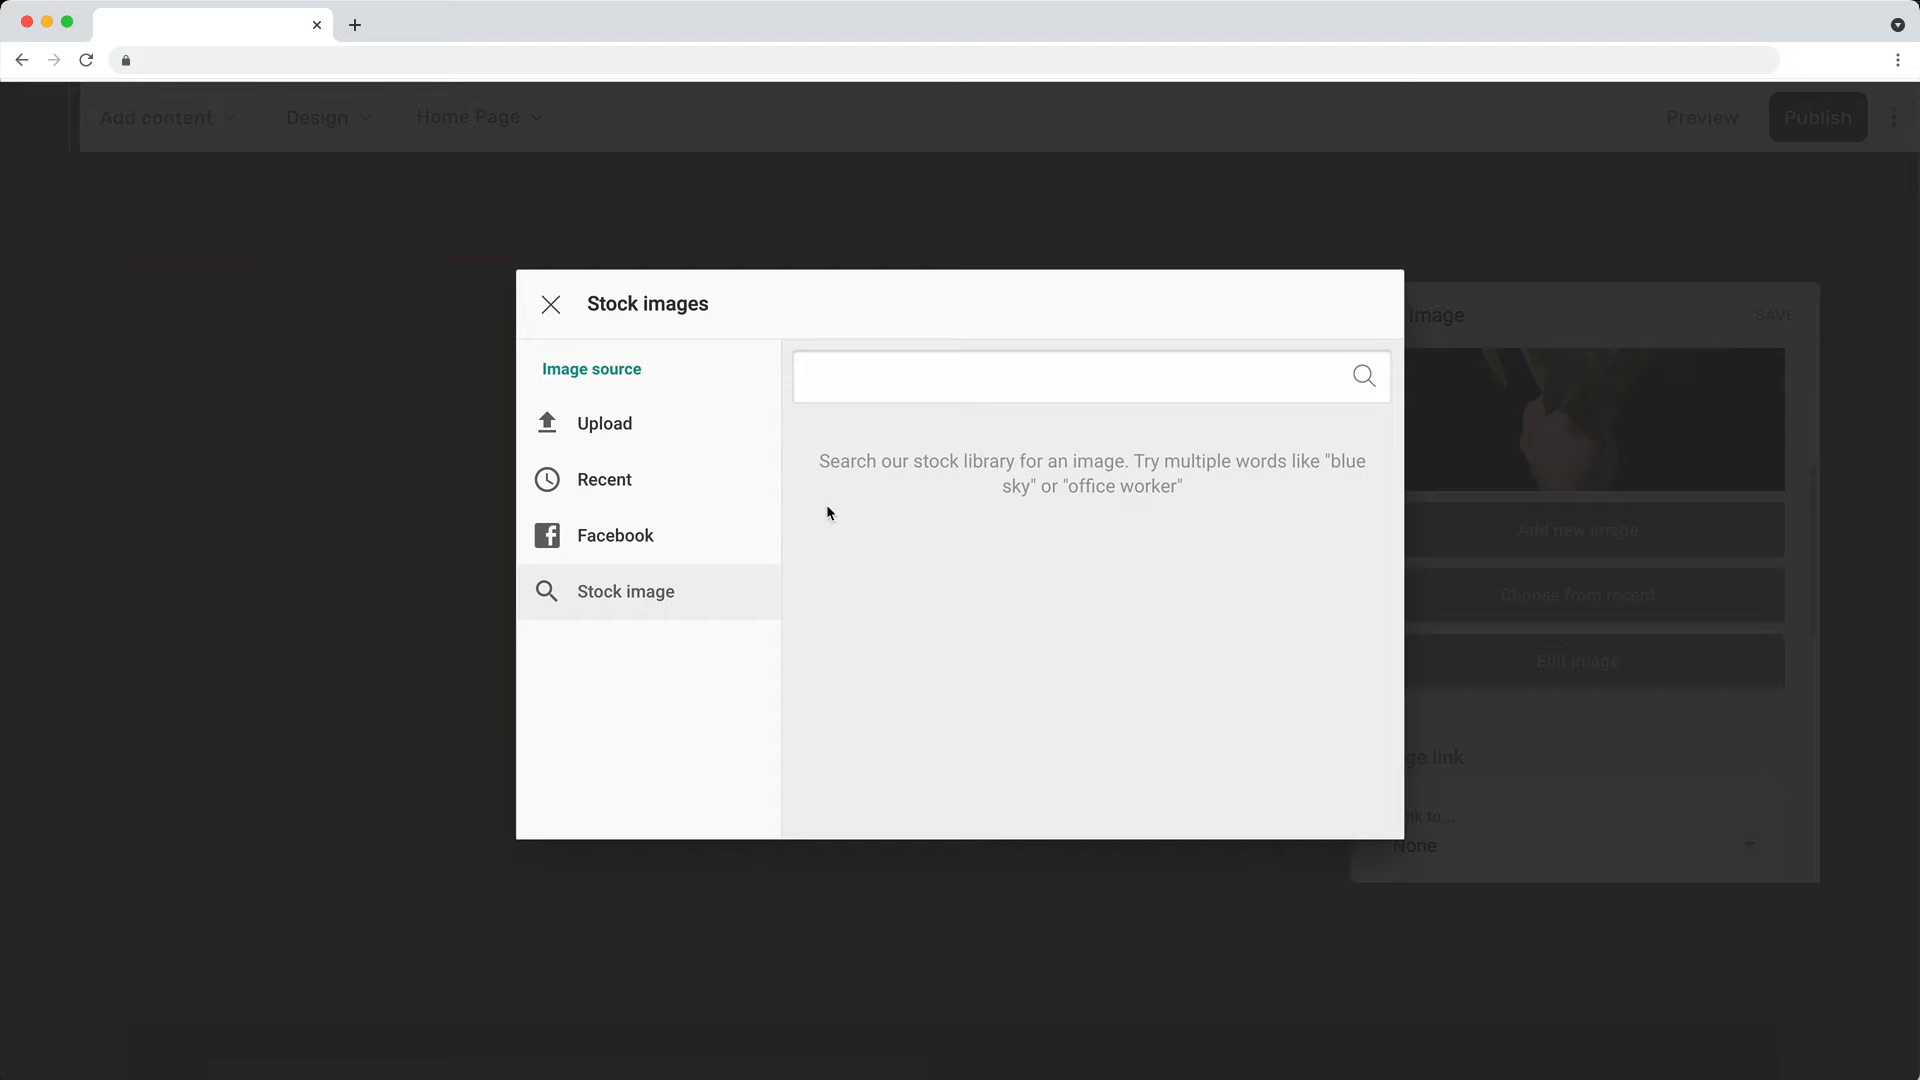 Add content
Design
Home Page
Preview
Publish
Stock images
Image
SAVE
Image source
Upload
Recent
Facebook
Stock image
Search our stock library for an image. Try multiple words like "blue
sky" or "office worker"
Add new image
Choose from recent
Edit image
ge link
nk to...
None